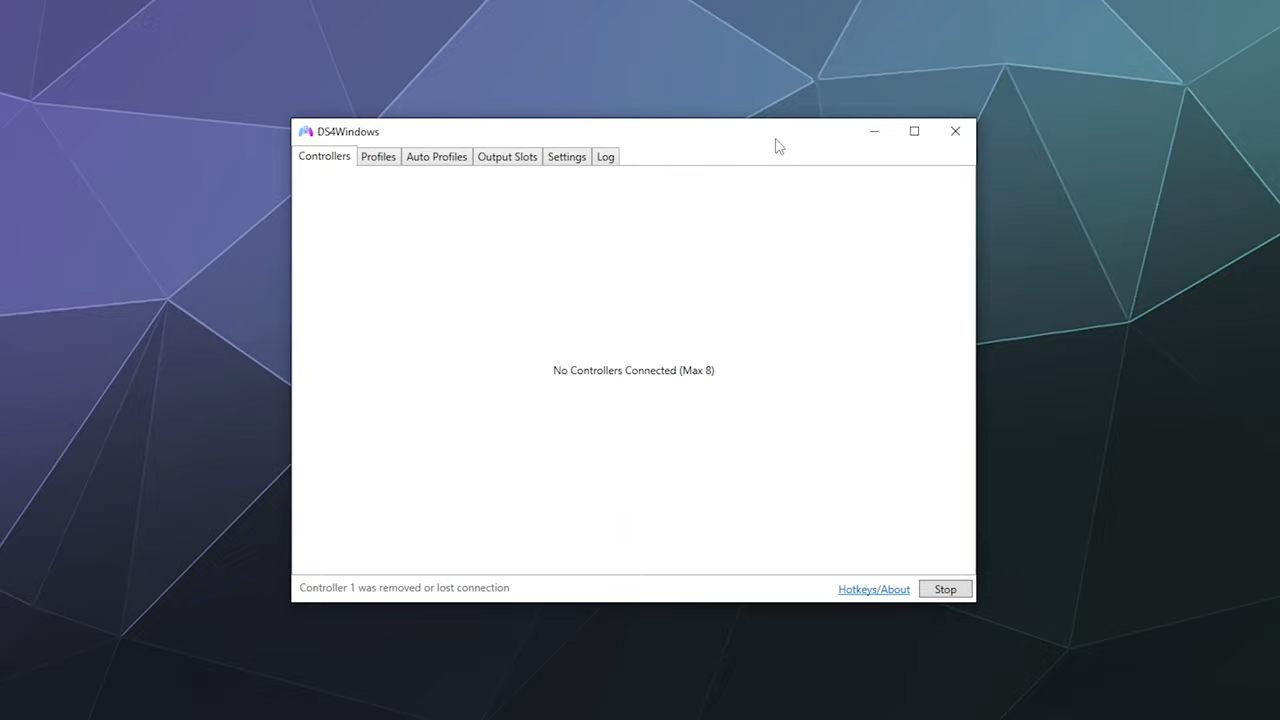 DS4Windows
Controllers Profiles Auto Profiles Output Slots Settings Log
No Controllers Connected (Max 8)
Controller 1 was removed or lost connection Hotkeys/About Stop